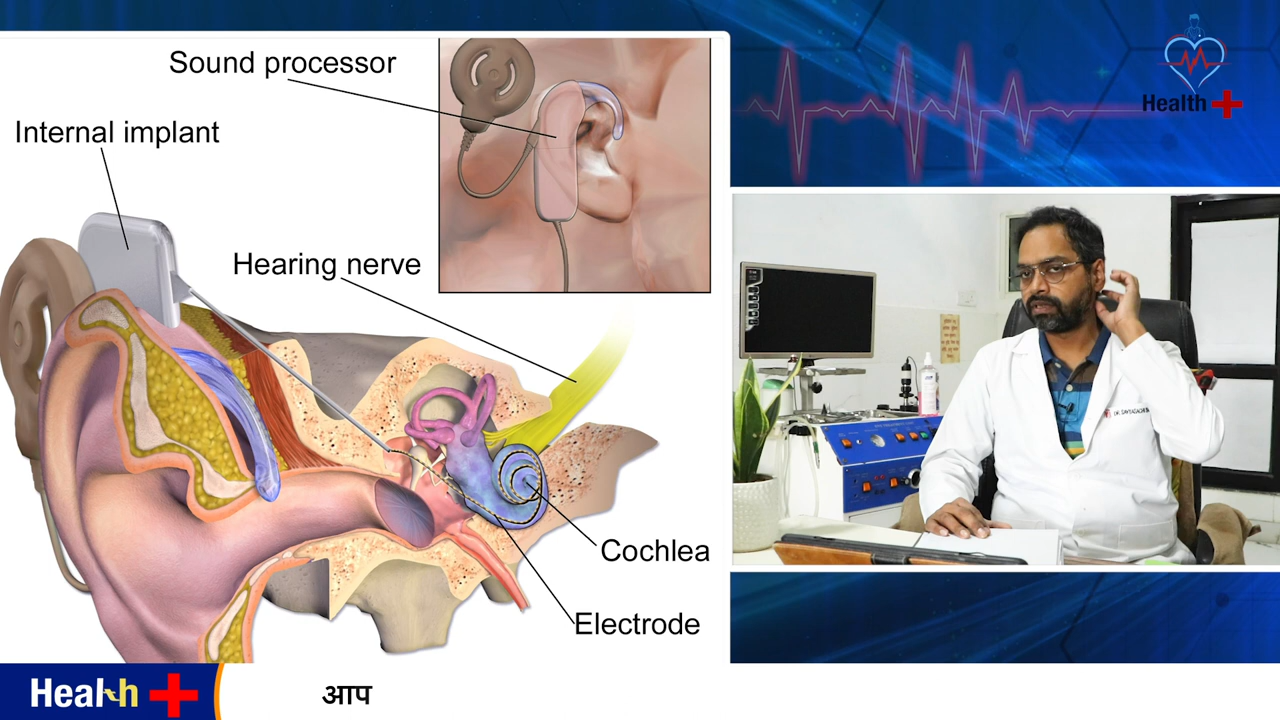 Sound processor
Internal implant
Hearing nerve
Cochlea
Electrode
Health
Health
आप